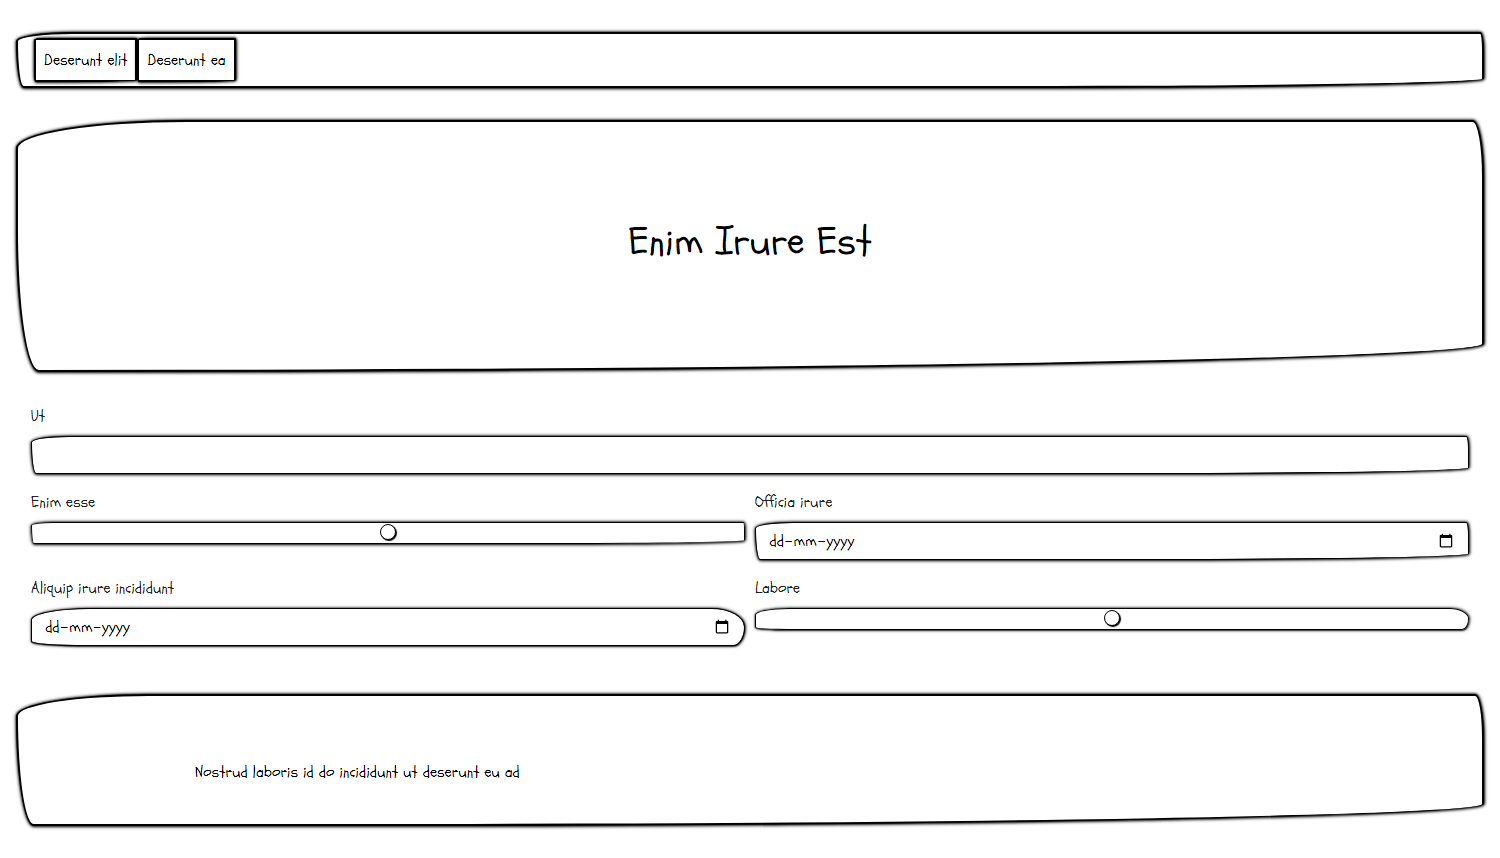 Deserunt elit Deserunt ea
Enim Irure Est
Ut
Enim esse
Officia irure
dd-mm-yyyy
Aliquip irure incididunt
dd-mm-yyyy
Labore
Nostrud laboris id do incididunt ut deserunt eu ad